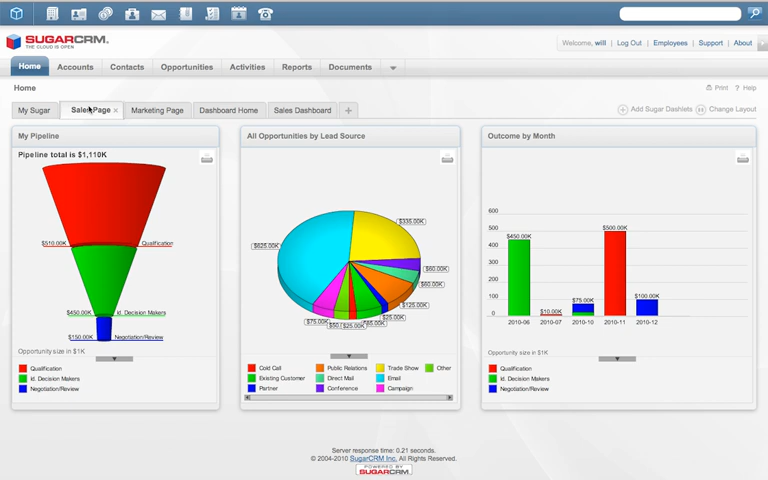 SUGARCRM.
THE CLOUD IS OPEN
Welcome, will | Log Out | Employees | Support | About
Home Accounts Contacts Opportunities Activities Reports Documents
Home
Print ? Help
My Sugar Sales Page × Marketing Page Dashboard Home Sales Dashboard +
Add Sugar Dashlets Change Layout
My Pipeline
Pipeline total is $1,110K
$510.00K Qualification
$450.00K Id. Decision Makers
$150.00K Negotiation/Review
Opportunity size in $1K
Qualification
Id. Decision Makers
Negotiation/Review
All Opportunities by Lead Source
$335.00K
$625.00K
$60.00K
$60.00K
$125.00K
$25.00K
$75.00K
$25.00K
Cold Call Public Relations Trade Show Other
Existing Customer Direct Mail Email
Partner Conference Campaign
Outcome by Month
600
500
400
300
200
100
0
$450.00K
$10.00K
$75.00K
$500.00K
$100.00K
2010-06 2010-07 2010-10 2010-11 2010-12
Opportunity size in $1K
Qualification
Id. Decision Makers
Negotiation/Review
Server response time: 0.21 seconds.
© 2004-2010 SugarCRM Inc. All Rights Reserved.
POWERED BY
SUGARCRM